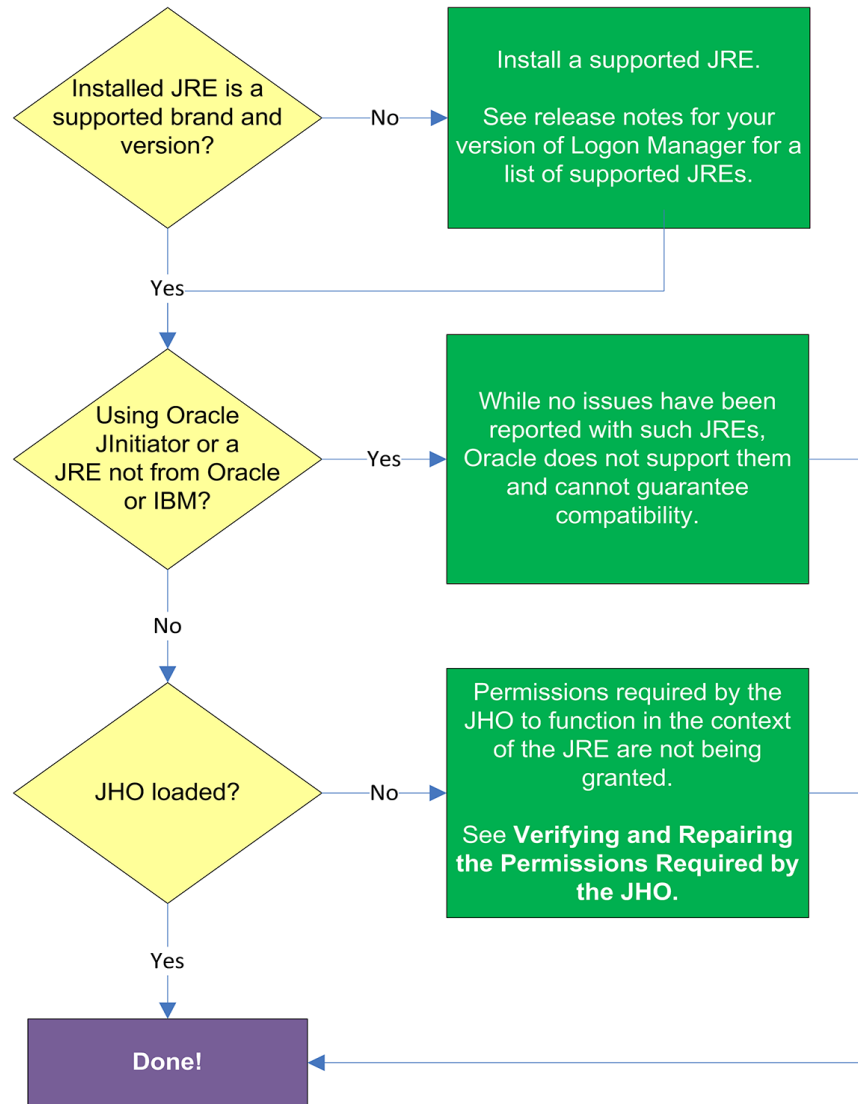 Installed JRE is a
supported brand and
version?
No
Install a supported JRE.
See release notes for your
version of Logon Manager for a
list of supported JREs.
Yes
Using Oracle
JInitiator or a
JRE not from Oracle
or IBM?
Yes
While no issues have been
reported with such JREs,
Oracle does not support them
and cannot guarantee
compatibility.
No
JHO loaded?
No
Permissions required by the
JHO to function in the context
of the JRE are not being
granted.
See Verifying and Repairing
the Permissions Required by
the JHO.
Yes
Done!